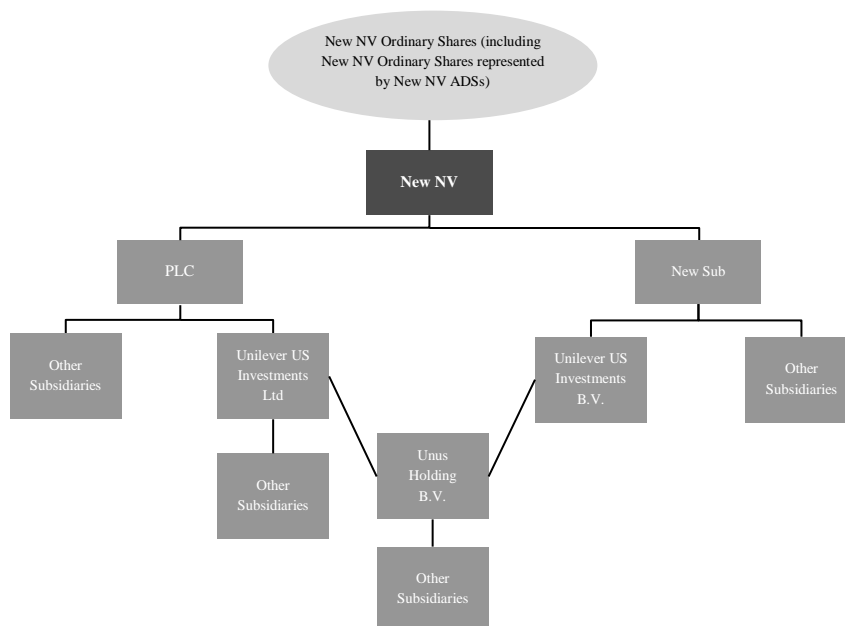 New NV Ordinary Shares (including
New NV Ordinary Shares represented
by New NV ADSs)
New NV
PLC
New Sub
Other
Subsidiaries
Unilever US
Investments
Ltd
Unilever US
Investments
B.V.
Other
Subsidiaries
Other
Subsidiaries
Unus
Holding
B.V.
Other
Subsidiaries